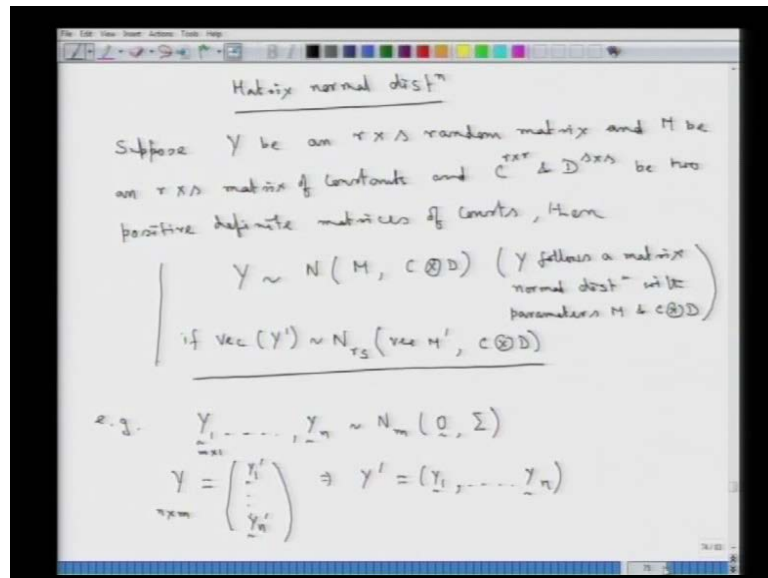 File Edit View Insert Actions Tools Help
Matrix normal distⁿ
Suppose Y be an r x s random matrix and M be
an r x s matrix of constants and C^{r x r} & D^{s x s} be two
positive definite matrices of consts, then
Y ~ N ( M, C ⊗ D) ( Y follows a matrix
normal distⁿ with
parameters M & C ⊗ D )
if vec (Y') ~ N_{rs} ( vec M', C ⊗ D )
e.g. Y_1, ....., Y_n ~ N_m ( 0, Σ )
m x 1
Y = ( Y_1' ⋮ Y_n' ) ⇒ Y' = ( Y_1, ..... Y_n )
n x m